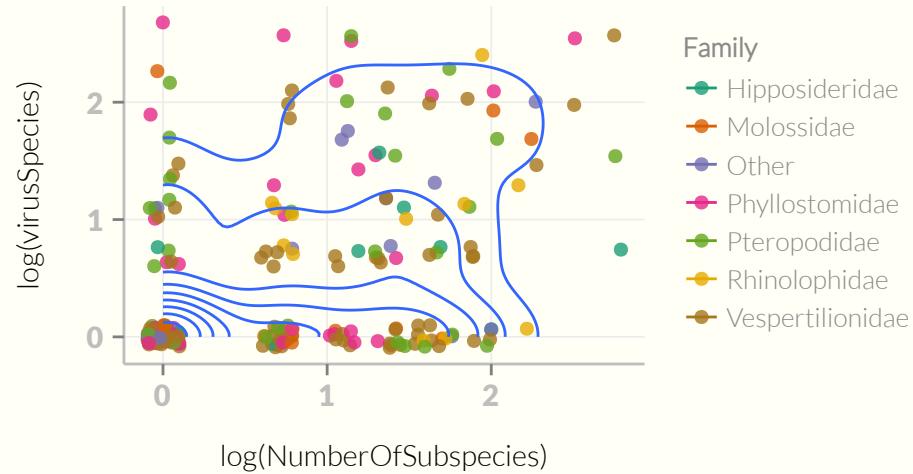 log(virusSpecies)
2
1
0
0
1
2
log(NumberOfSubspecies)
Family
Hipposideridae
Molossidae
Other
Phyllostomidae
Pteropodidae
Rhinolophidae
Vespertilionidae